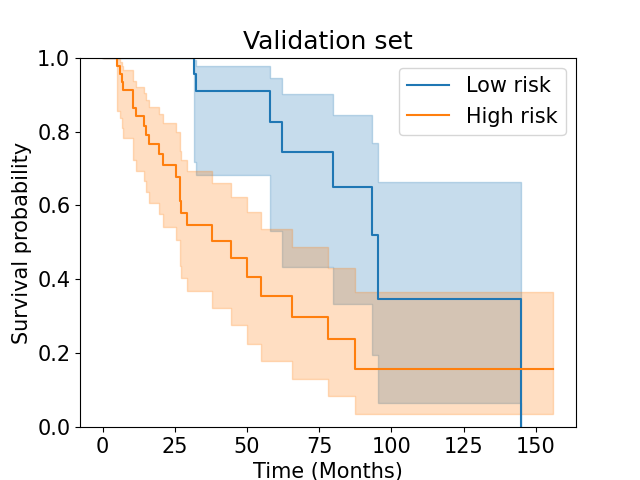 Validation set
Low risk
High risk
Survival probability
1.0
0.8
0.6
0.4
0.2
0.0
0 25 50 75 100 125 150
Time (Months)